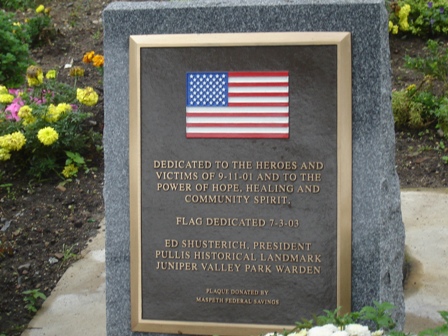 DEDICATED TO THE HEROES AND
VICTIMS OF 9-11-01 AND TO THE
POWER OF HOPE, HEALING AND
COMMUNITY SPIRIT.
FLAG DEDICATED 7-3-03
ED SHUSTERICH, PRESIDENT
PULLIS HISTORICAL LANDMARK
JUNIPER VALLEY PARK WARDEN
PLAQUE DONATED BY
MASPETH FEDERAL SAVINGS